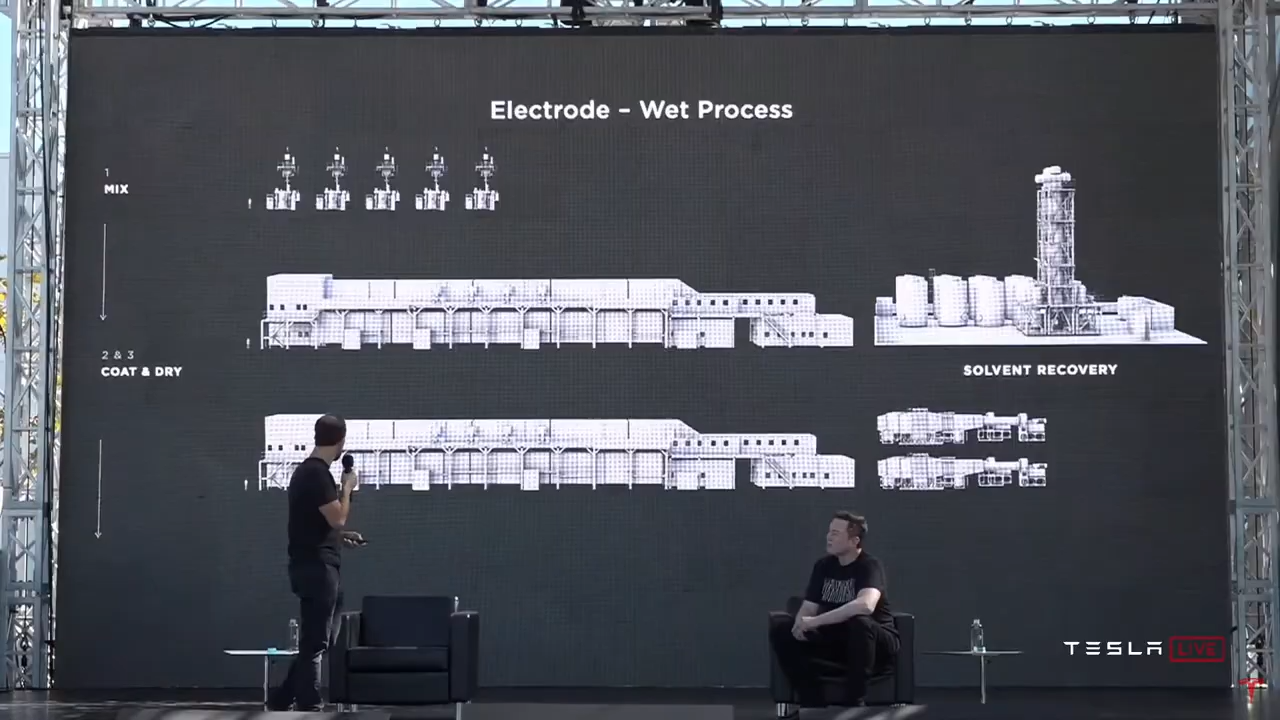 Electrode – Wet Process
1
MIX
2 & 3
COAT & DRY
SOLVENT RECOVERY
TESLA LIVE